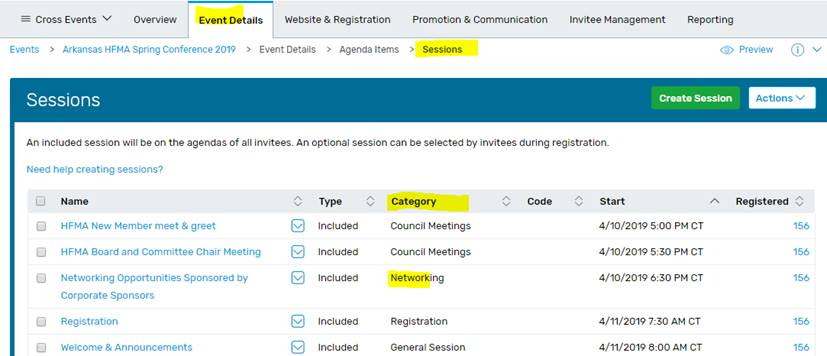 Cross Events Overview Event Details Website & Registration Promotion & Communication Invitee Management Reporting
Events > Arkansas HFMA Spring Conference 2019 > Event Details > Agenda Items > Sessions Preview
Sessions Create Session Actions
An included session will be on the agendas of all invitees. An optional session can be selected by invitees during registration.
Need help creating sessions?
Name Type Category Code Start Registered
HFMA New Member meet & greet Included Council Meetings 4/10/2019 5:00 PM CT 156
HFMA Board and Committee Chair Meeting Included Council Meetings 4/10/2019 5:30 PM CT 156
Networking Opportunities Sponsored by Included Networking 4/10/2019 6:30 PM CT 156
Corporate Sponsors
Registration Included Registration 4/11/2019 7:30 AM CT 156
Welcome & Announcements Included General Session 4/11/2019 8:00 AM CT 156